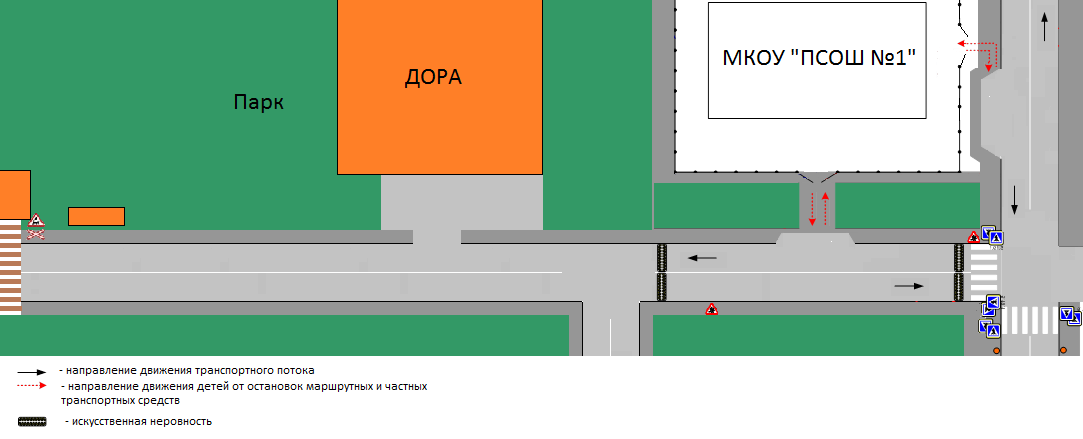 МКОУ "ПСОШ №1"
ДОРА
Парк
- направление движения транспортного потока
- направление движения детей от остановок маршрутных и частных
транспортных средств
- искусственная неровность